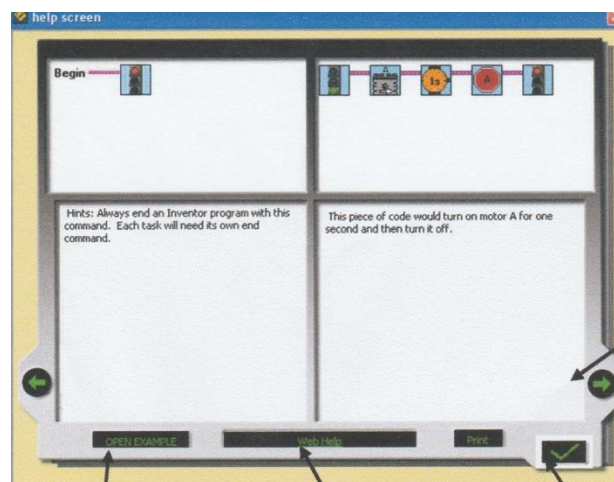 help screen
Begin
A
1s
A
Hints: Always end an Inventor program with this
command. Each task will need its own end
command.
This piece of code would turn on motor A for one
second and then turn it off.
OPEN EXAMPLE
Web Help
Print